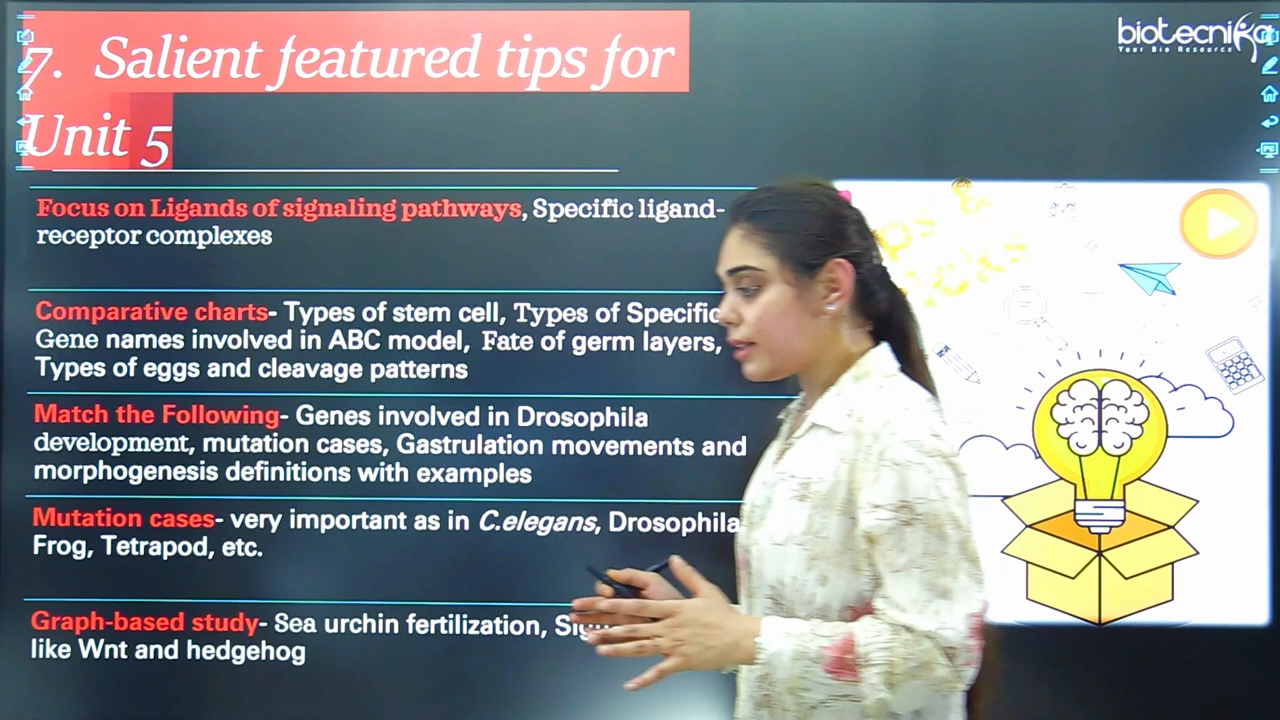 biotecnika
Your Bio Resource
7. Salient featured tips for
Unit 5
Focus on Ligands of signaling pathways, Specific ligand-
receptor complexes
Comparative charts- Types of stem cell, Types of Specific
Gene names involved in ABC model, Fate of germ layers,
Types of eggs and cleavage patterns
Match the Following- Genes involved in Drosophila
development, mutation cases, Gastrulation movements and
morphogenesis definitions with examples
Mutation cases- very important as in C.elegans, Drosophila
Frog, Tetrapod, etc.
Graph-based study- Sea urchin fertilization,
like Wnt and hedgehog